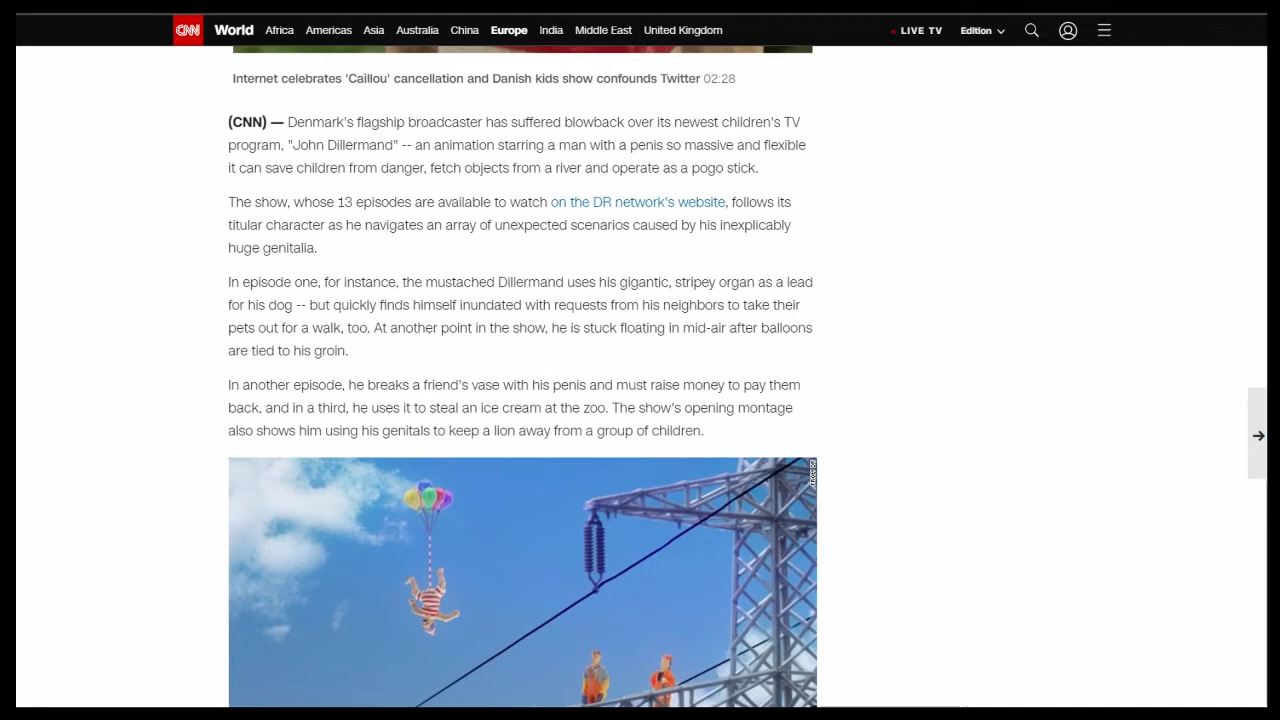 CNN World Africa Americas Asia Australia China Europe India Middle East United Kingdom LIVE TV Edition
Internet celebrates 'Caillou' cancellation and Danish kids show confounds Twitter 02:28
(CNN) — Denmark's flagship broadcaster has suffered blowback over its newest children's TV
program, "John Dillermand" -- an animation starring a man with a penis so massive and flexible
it can save children from danger, fetch objects from a river and operate as a pogo stick.
The show, whose 13 episodes are available to watch on the DR network's website, follows its
titular character as he navigates an array of unexpected scenarios caused by his inexplicably
huge genitalia.
In episode one, for instance, the mustached Dillermand uses his gigantic, stripey organ as a lead
for his dog -- but quickly finds himself inundated with requests from his neighbors to take their
pets out for a walk, too. At another point in the show, he is stuck floating in mid-air after balloons
are tied to his groin.
In another episode, he breaks a friend's vase with his penis and must raise money to pay them
back, and in a third, he uses it to steal an ice cream at the zoo. The show's opening montage
also shows him using his genitals to keep a lion away from a group of children.